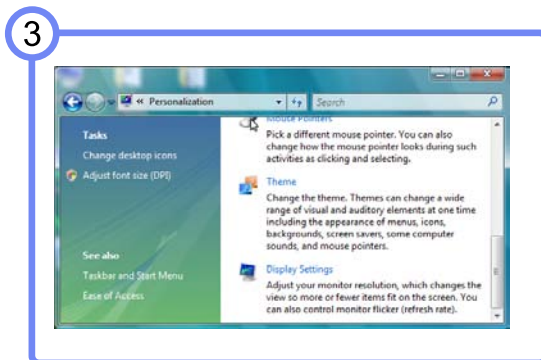 3
« Personalization
Search
Tasks
Change desktop icons
Adjust font size (DPI)
See also
Taskbar and Start Menu
Ease of Access
Mouse Pointers
Pick a different mouse pointer. You can also
change how the mouse pointer looks during such
activities as clicking and selecting.
Theme
Change the theme. Themes can change a wide
range of visual and auditory elements at one time
including the appearance of menus, icons,
backgrounds, screen savers, some computer
sounds, and mouse pointers.
Display Settings
Adjust your monitor resolution, which changes the
view so more or fewer items fit on the screen. You
can also control monitor flicker (refresh rate).